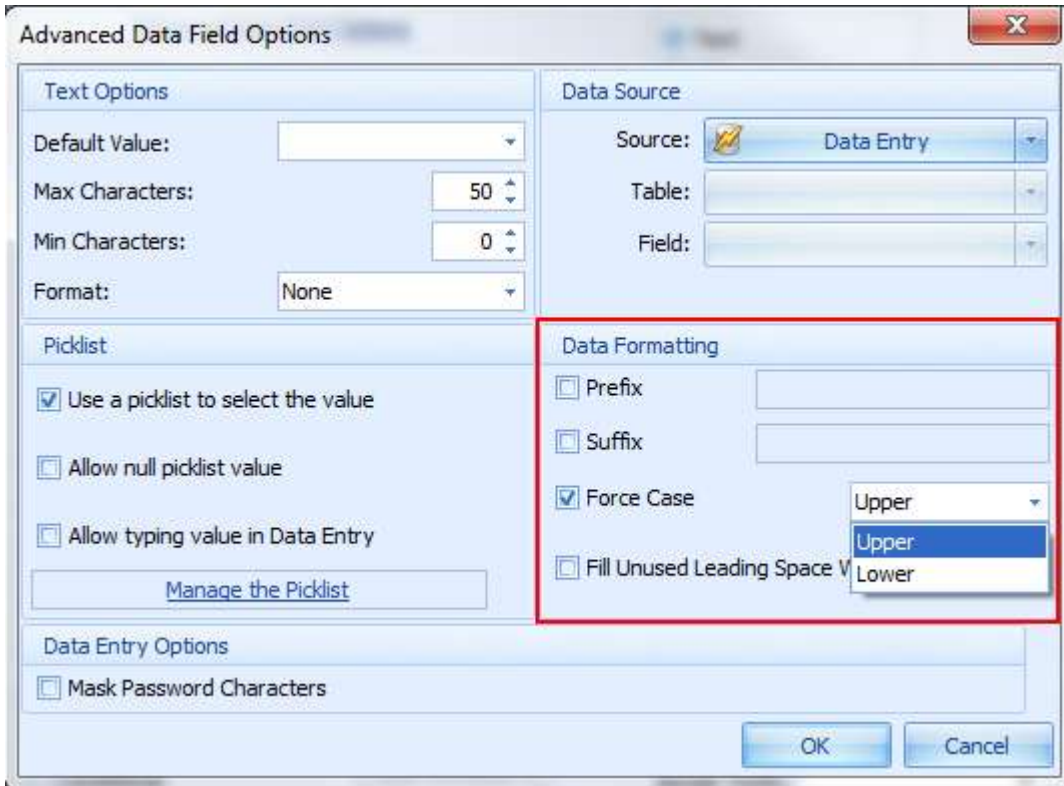 Advanced Data Field Options
Text Options
Default Value:
Max Characters: 50
Min Characters: 0
Format: None
Data Source
Source: Data Entry
Table:
Field:
Picklist
Use a picklist to select the value
Allow null picklist value
Allow typing value in Data Entry
Manage the Picklist
Data Formatting
Prefix
Suffix
Force Case Upper
Upper
Lower
Fill Unused Leading Space
Data Entry Options
Mask Password Characters
OK Cancel